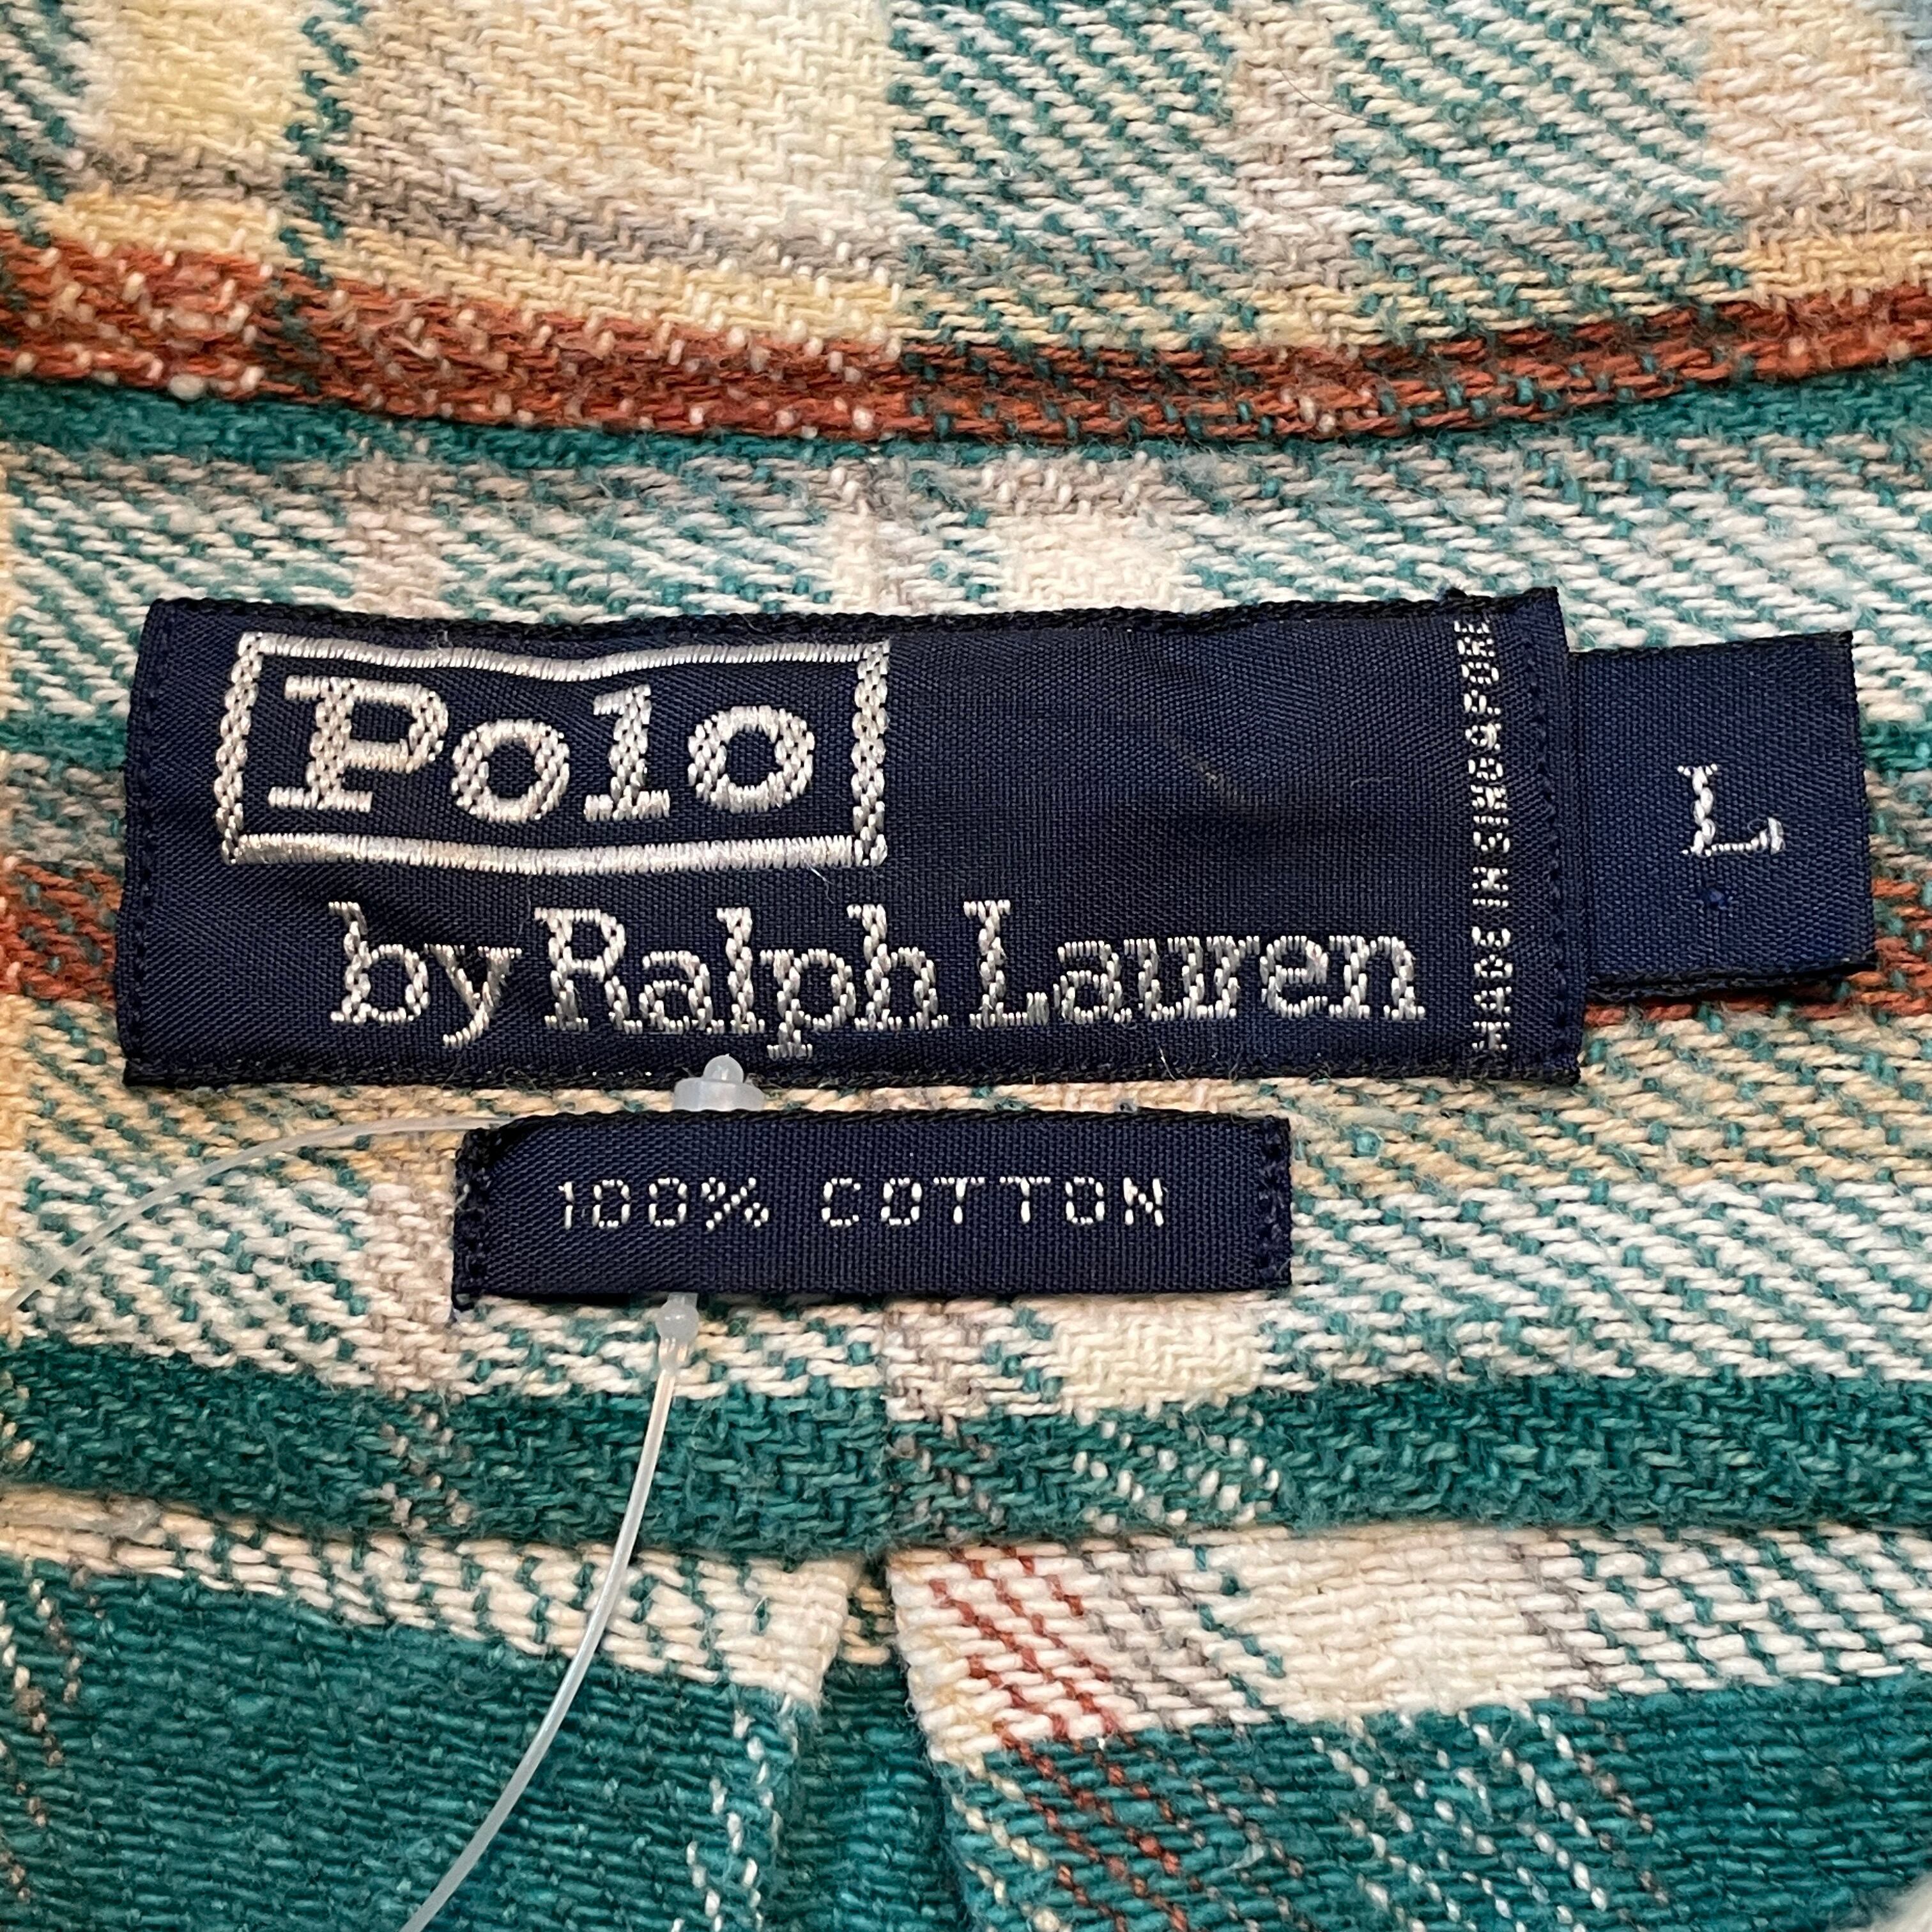 Polo
by Ralph Lauren
MADE IN SINGAPORE
L
100% COTTON